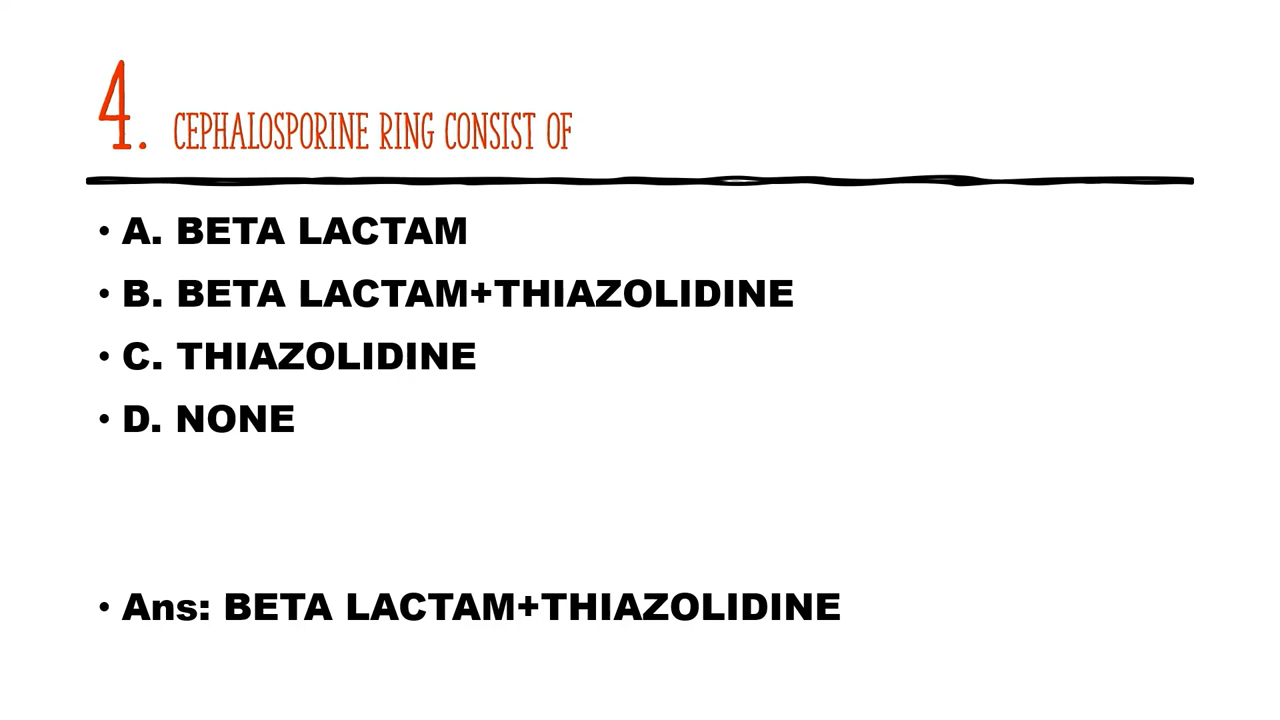 4. CEPHALOSPORINE RING CONSIST OF
• A. BETA LACTAM
• B. BETA LACTAM+THIAZOLIDINE
• C. THIAZOLIDINE
• D. NONE
• Ans: BETA LACTAM+THIAZOLIDINE